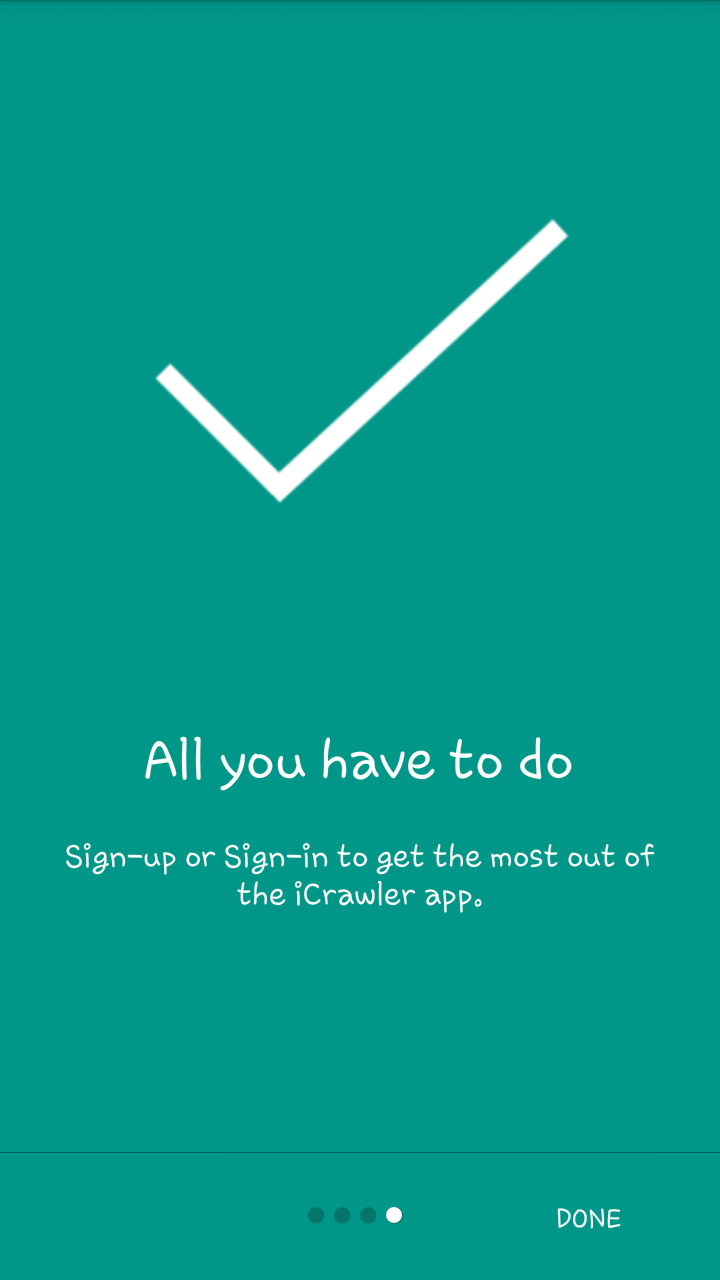 All you have to do
Sign-up or Sign-in to get the most out of
the iCrawler app.
DONE